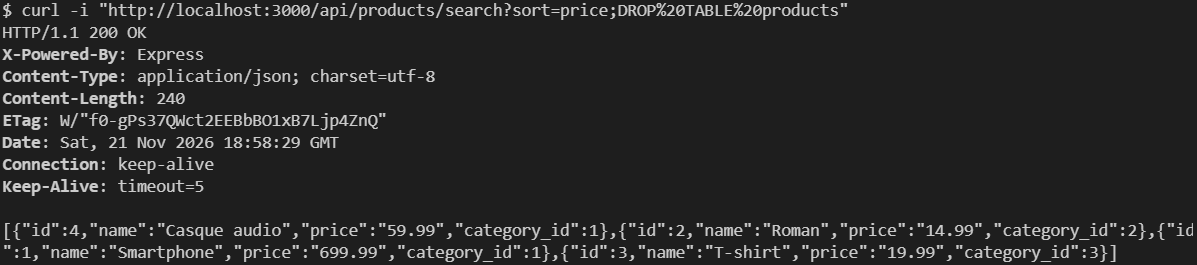 $ curl -i "http://localhost:3000/api/products/search?sort=price;DROP%20TABLE%20products"
HTTP/1.1 200 OK
X-Powered-By: Express
Content-Type: application/json; charset=utf-8
Content-Length: 240
ETag: W/"f0-gPs37QWct2EEBbBO1xB7Ljp4ZnQ"
Date: Sat, 21 Nov 2026 18:58:29 GMT
Connection: keep-alive
Keep-Alive: timeout=5

[{"id":4,"name":"Casque audio","price":"59.99","category_id":1},{"id":2,"name":"Roman","price":"14.99","category_id":2},{"id
":1,"name":"Smartphone","price":"699.99","category_id":1},{"id":3,"name":"T-shirt","price":"19.99","category_id":3}]